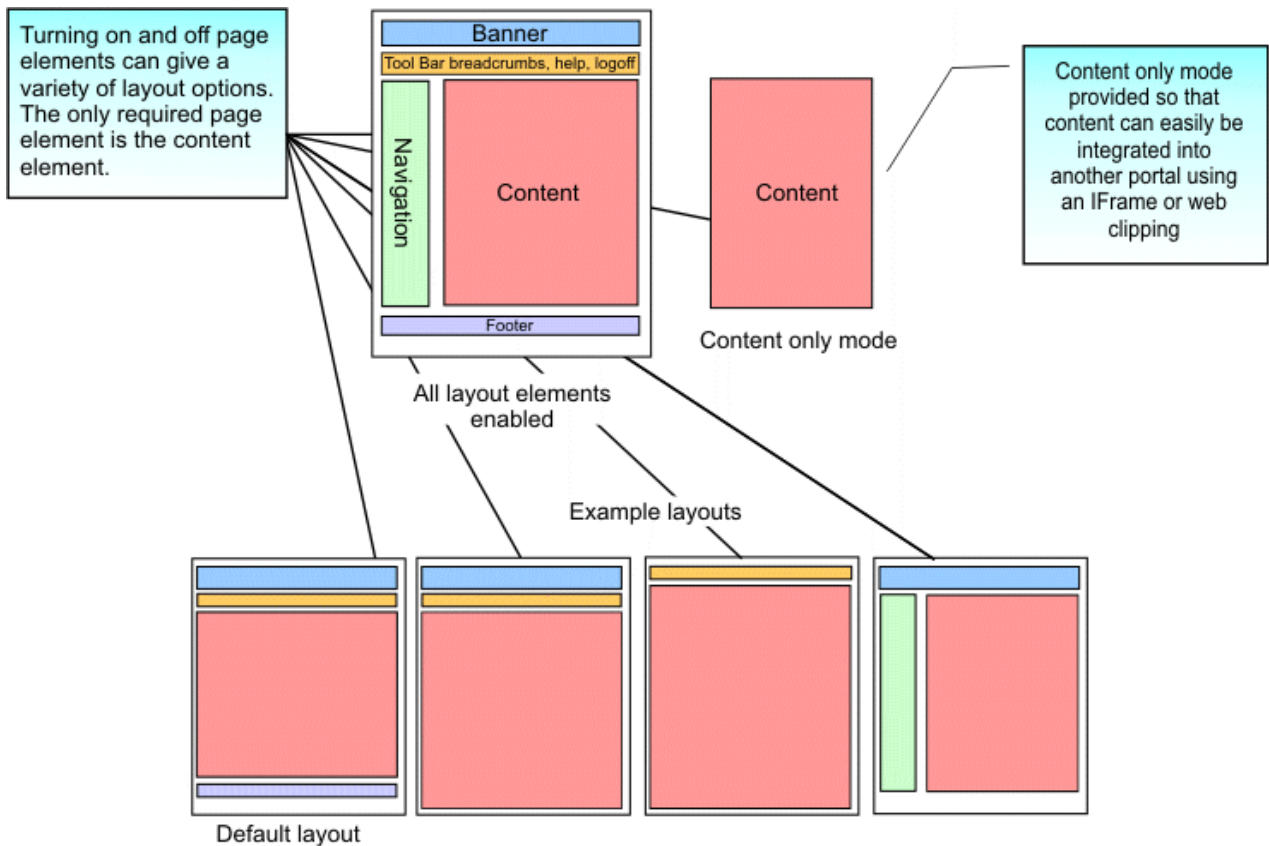 Turning on and off page
elements can give a
variety of layout options.
The only required page
element is the content
element.
Banner
Tool Bar breadcrumbs, help, logoff
Navigation
Content
Footer
All layout elements
enabled
Content
Content only mode
Content only mode
provided so that
content can easily be
integrated into
another portal using
an IFrame or web
clipping
Example layouts
Default layout